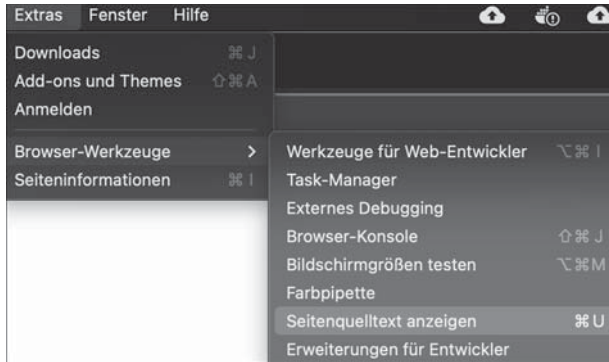 Extras Fenster Hilfe
Downloads ⌘ J
Add-ons und Themes ⇧ ⌘ A
Anmelden
Browser-Werkzeuge >
Seiteninformationen ⌘ I
Werkzeuge für Web-Entwickler ⌥ ⌘ I
Task-Manager
Externes Debugging
Browser-Konsole ⇧ ⌘ J
Bildschirmgrößen testen ⌥ ⌘ M
Farbpipette
Seitenquelltext anzeigen ⌘ U
Erweiterungen für Entwickler